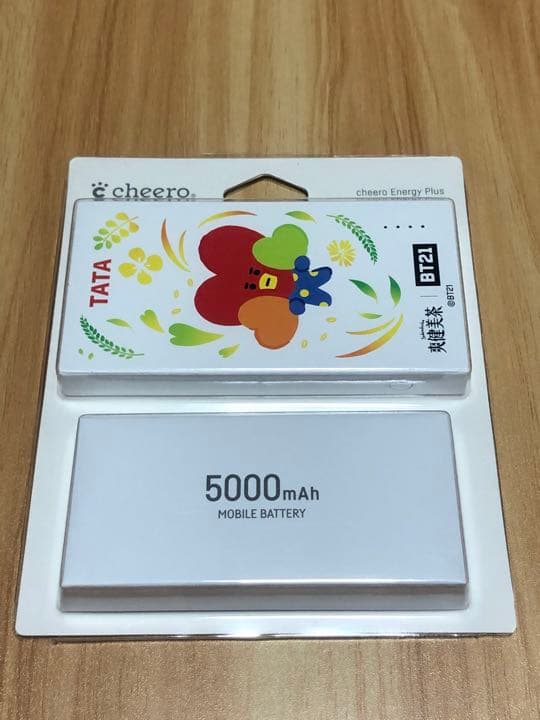 cheero®
cheero Energy Plus
TATA
爽健美茶
BT21
©BT21
5000mAh
MOBILE BATTERY